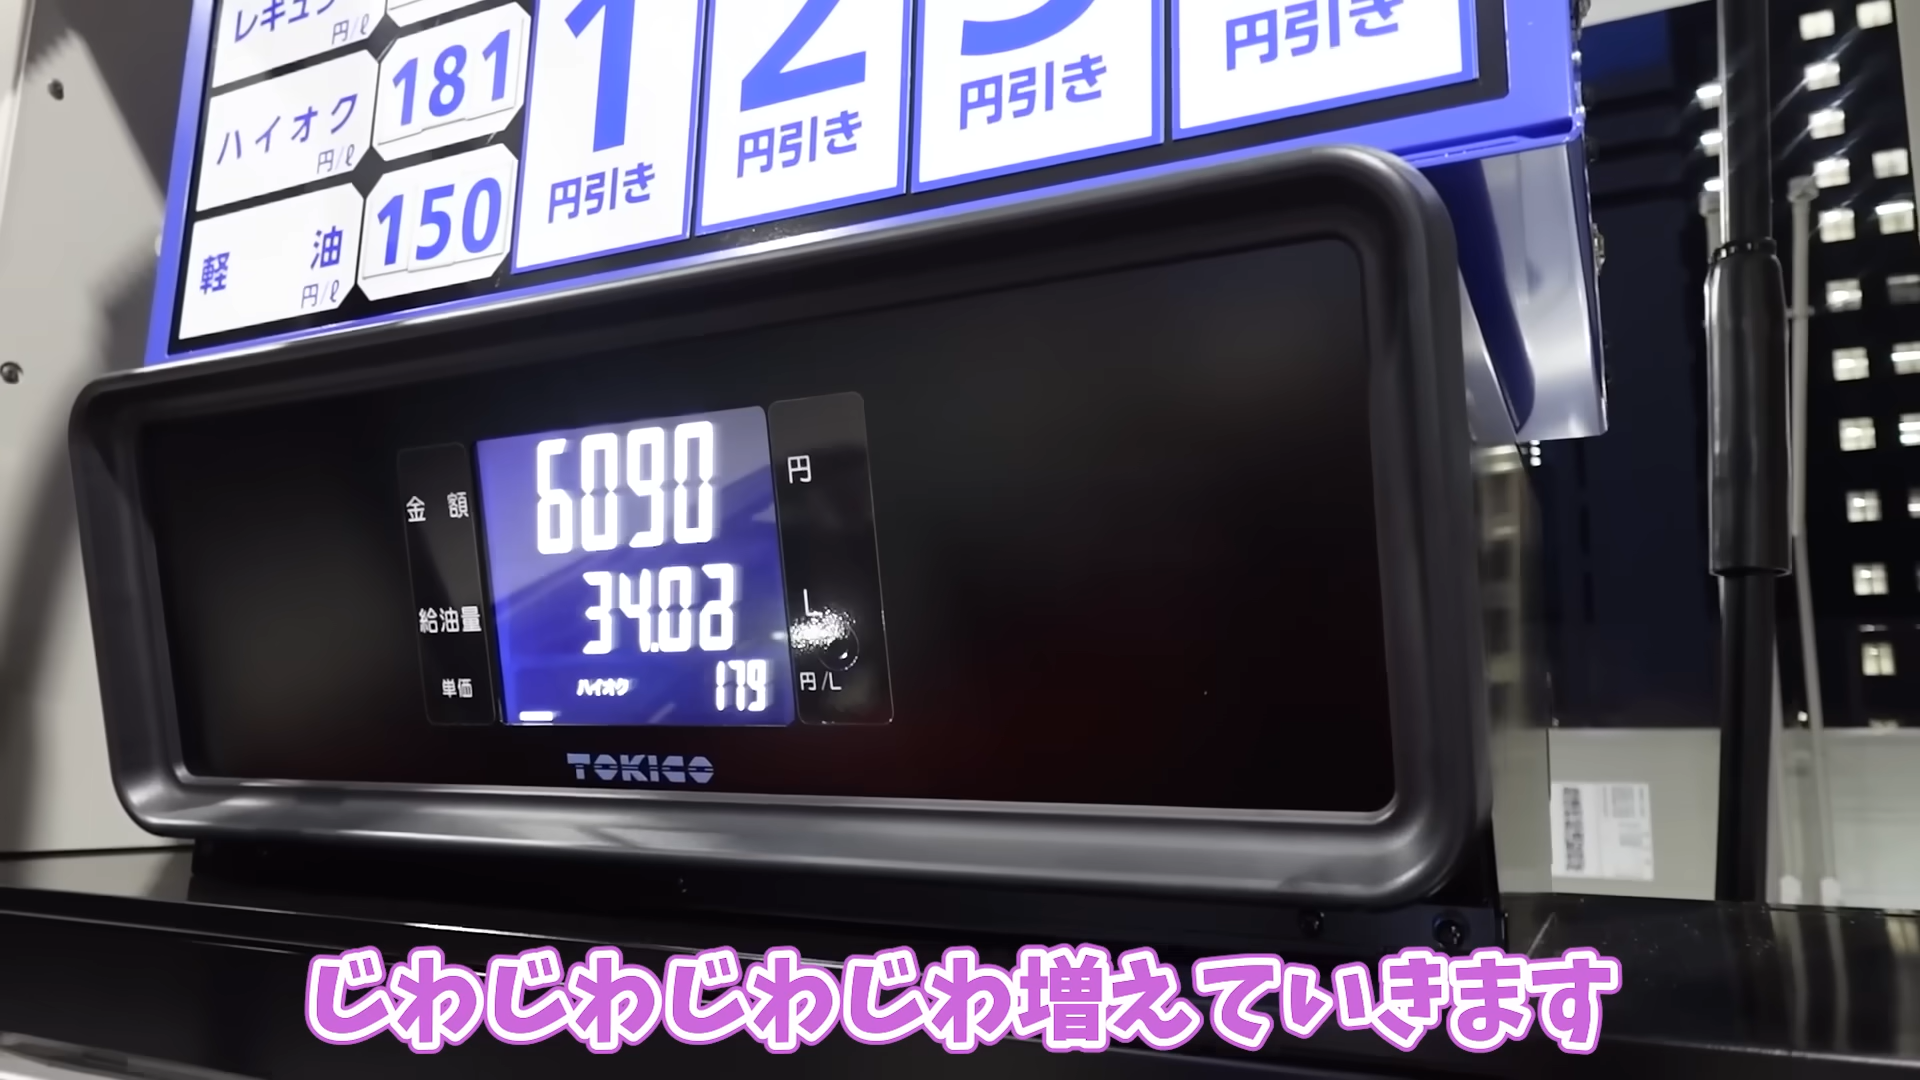 レギュラー
円/ℓ
ハイオク
円/ℓ
181
軽油
円/ℓ
150
1
円引き
2
円引き
円引き
円引き
金額
6090
円
給油量
34.02
L
単価
ハイオク
179
円/L
TOKICO
じわじわじわじわ増えていきます